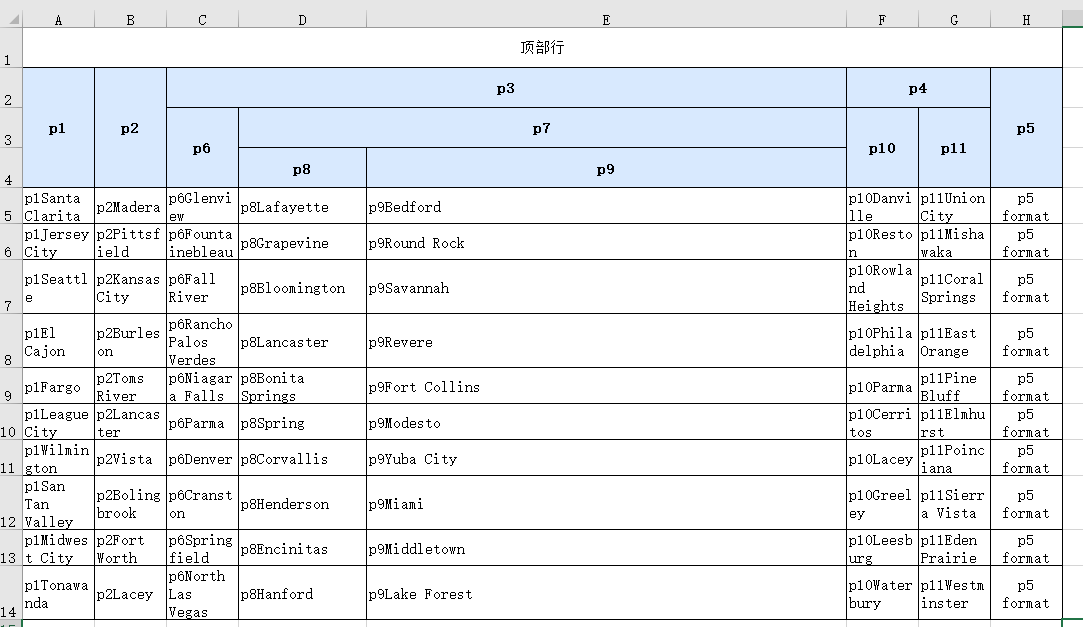 A B C D E F G H
1 顶部行
2 p3 p4
3 p1 p2 p7 p5
p6 p10 p11
4 p8 p9
5 p1Santa Clarita p2Madera p6Glenview p8Lafayette p9Bedford p10Danville p11Union City p5 format
6 p1Jersey City p2Pittsfield p6Fountainebleau p8Grapevine p9Round Rock p10Reston p11Mishawaka p5 format
7 p1Seattle p2Kansas City p6Fall River p8Bloomington p9Savannah p10Rowland Heights p11Coral Springs p5 format
8 p1El Cajon p2Burleson p6Rancho Palos Verdes p8Lancaster p9Revere p10Philadelphia p11East Orange p5 format
9 p1Fargo p2Toms River p6Niagara Falls p8Bonita Springs p9Fort Collins p10Parma p11Pine Bluff p5 format
10 p1League City p2Lancaster p6Parma p8Spring p9Modesto p10Cerritos p11Elmhurst p5 format
11 p1Wilmington p2Vista p6Denver p8Corvallis p9Yuba City p10Lacey p11Poinciana p5 format
12 p1San Tan Valley p2Bolingbrook p6Cranston p8Henderson p9Miami p10Greeley p11Sierra Vista p5 format
13 p1Midwest City p2Fort Worth p6Springfield p8Encinitas p9Middletown p10Leesburg p11Eden Prairie p5 format
14 p1Tonawanda p2Lacey p6North Las Vegas p8Hanford p9Lake Forest p10Waterbury p11Westminster p5 format